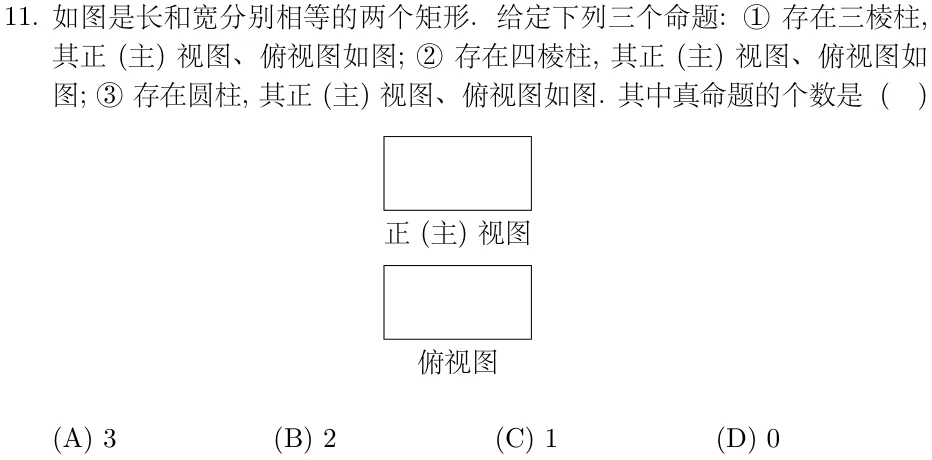 11. 如图是长和宽分别相等的两个矩形. 给定下列三个命题: ① 存在三棱柱,
其正 (主) 视图、俯视图如图; ② 存在四棱柱, 其正 (主) 视图、俯视图如
图; ③ 存在圆柱, 其正 (主) 视图、俯视图如图. 其中真命题的个数是 ( )
正 (主) 视图
俯视图
(A) 3 (B) 2 (C) 1 (D) 0